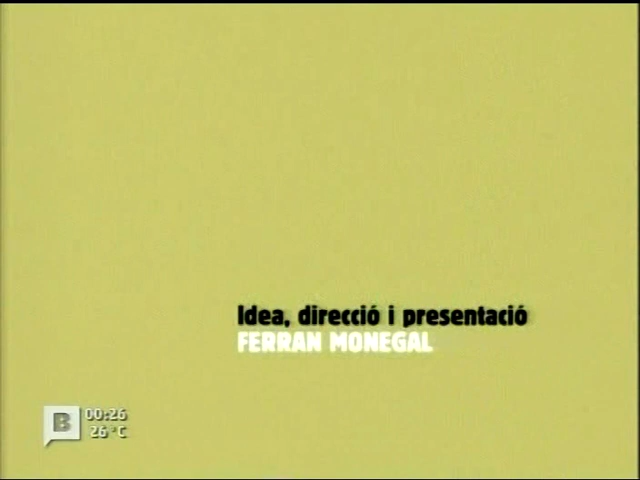 Idea, direcció i presentació
FERRAN MONEGAL
B 00:26
26°C